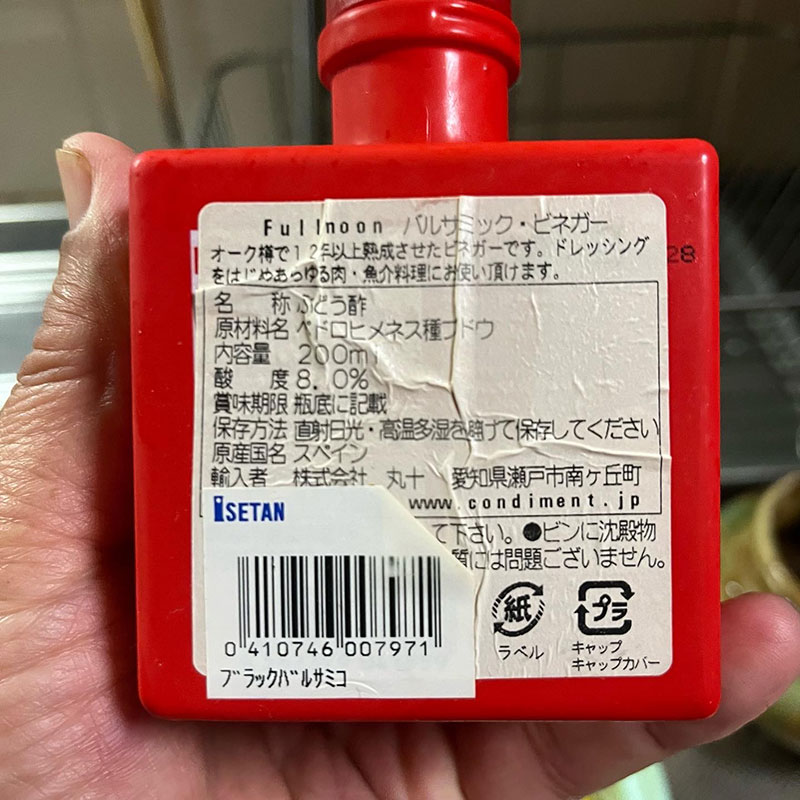 Fullmoon バルサミック・ビネガー
オーク樽で12年以上熟成させたビネガーです。ドレッシング
をはじめあらゆる肉・魚介料理にお使い頂けます。
28
名 称 ぶどう酢
原材料名 ペドロヒメネス種ブドウ
内容量 200ml
酸 度 8.0%
賞味期限 瓶底に記載
保存方法 直射日光・高温多湿を避けて保存してください
原産国名 スペイン
輸入者 株式会社 丸十 愛知県瀬戸市南ヶ丘町
www.condiment.jp
ISETAN
て下さい。●ビンに沈殿物
質には問題ございません。
0 410746 007971
ブラックバルサミコ
紙
ラベル
プラ
キャップ
キャップカバー